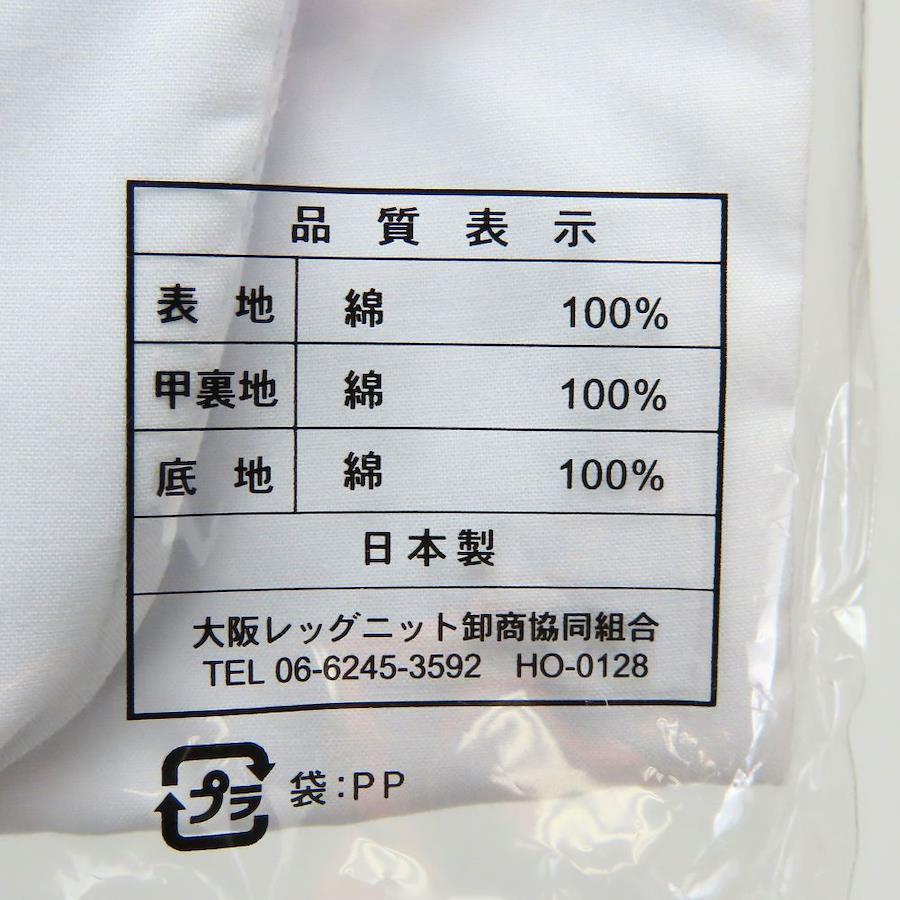 品質表示
表地 綿 100%
甲裏地 綿 100%
底地 綿 100%
日本製
大阪レッグニット卸商協同組合
TEL 06-6245-3592 HO-0128
プラ 袋:PP